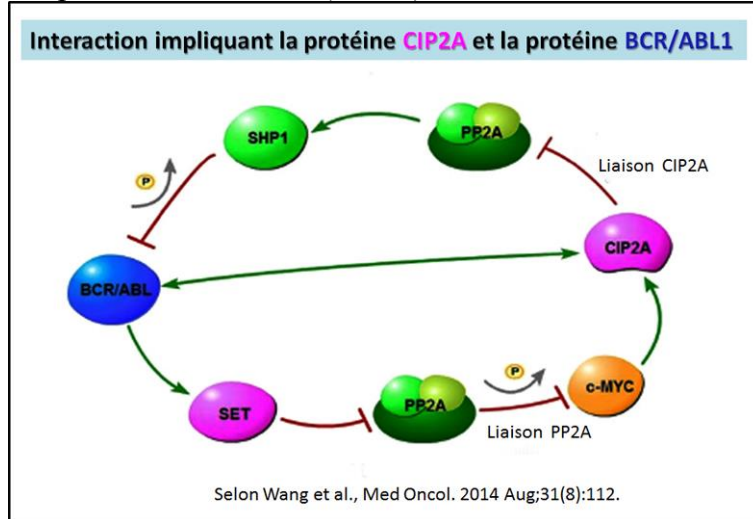 Interaction impliquant la protéine CIP2A et la protéine BCR/ABL1
SHP1
PP2A
P
Liaison CIP2A
CIP2A
BCR/ABL
P
c-MYC
SET
PP2A
Liaison PP2A
Selon Wang et al., Med Oncol. 2014 Aug;31(8):112.